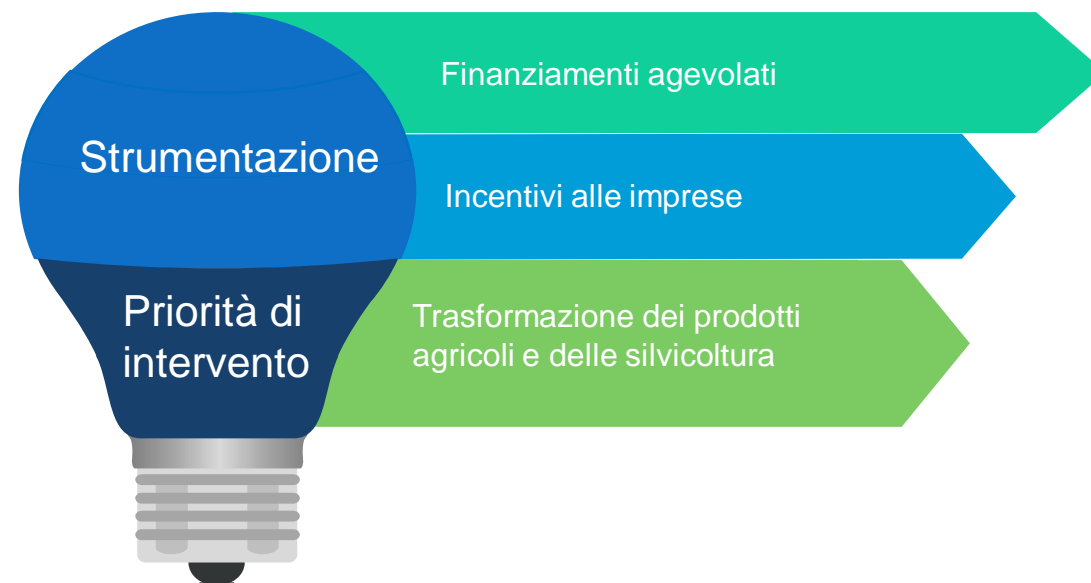 Finanziamenti agevolati
Strumentazione
Incentivi alle imprese
Priorità di
intervento
Trasformazione dei prodotti
agricoli e delle silvicoltura